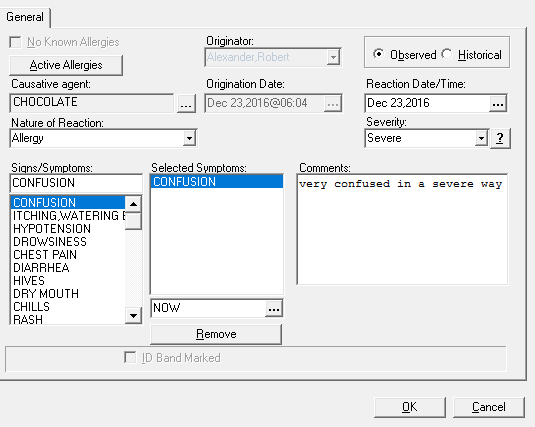 General
No Known Allergies
Originator:
Alexander,Robert
Observed
Historical
Active Allergies
Causative agent:
Origination Date:
Reaction Date/Time:
CHOCOLATE
...
Dec 23,2016@06:04
...
Dec 23,2016
...
Nature of Reaction:
Severity:
Allergy
Severe
?
Signs/Symptoms:
Selected Symptoms:
Comments:
CONFUSION
CONFUSION
very confused in a severe way
CONFUSION
ITCHING,WATERING
HYPOTENSION
DROWSINESS
CHEST PAIN
DIARRHEA
HIVES
DRY MOUTH
CHILLS
RASH
NOW
...
Remove
ID Band Marked
OK
Cancel